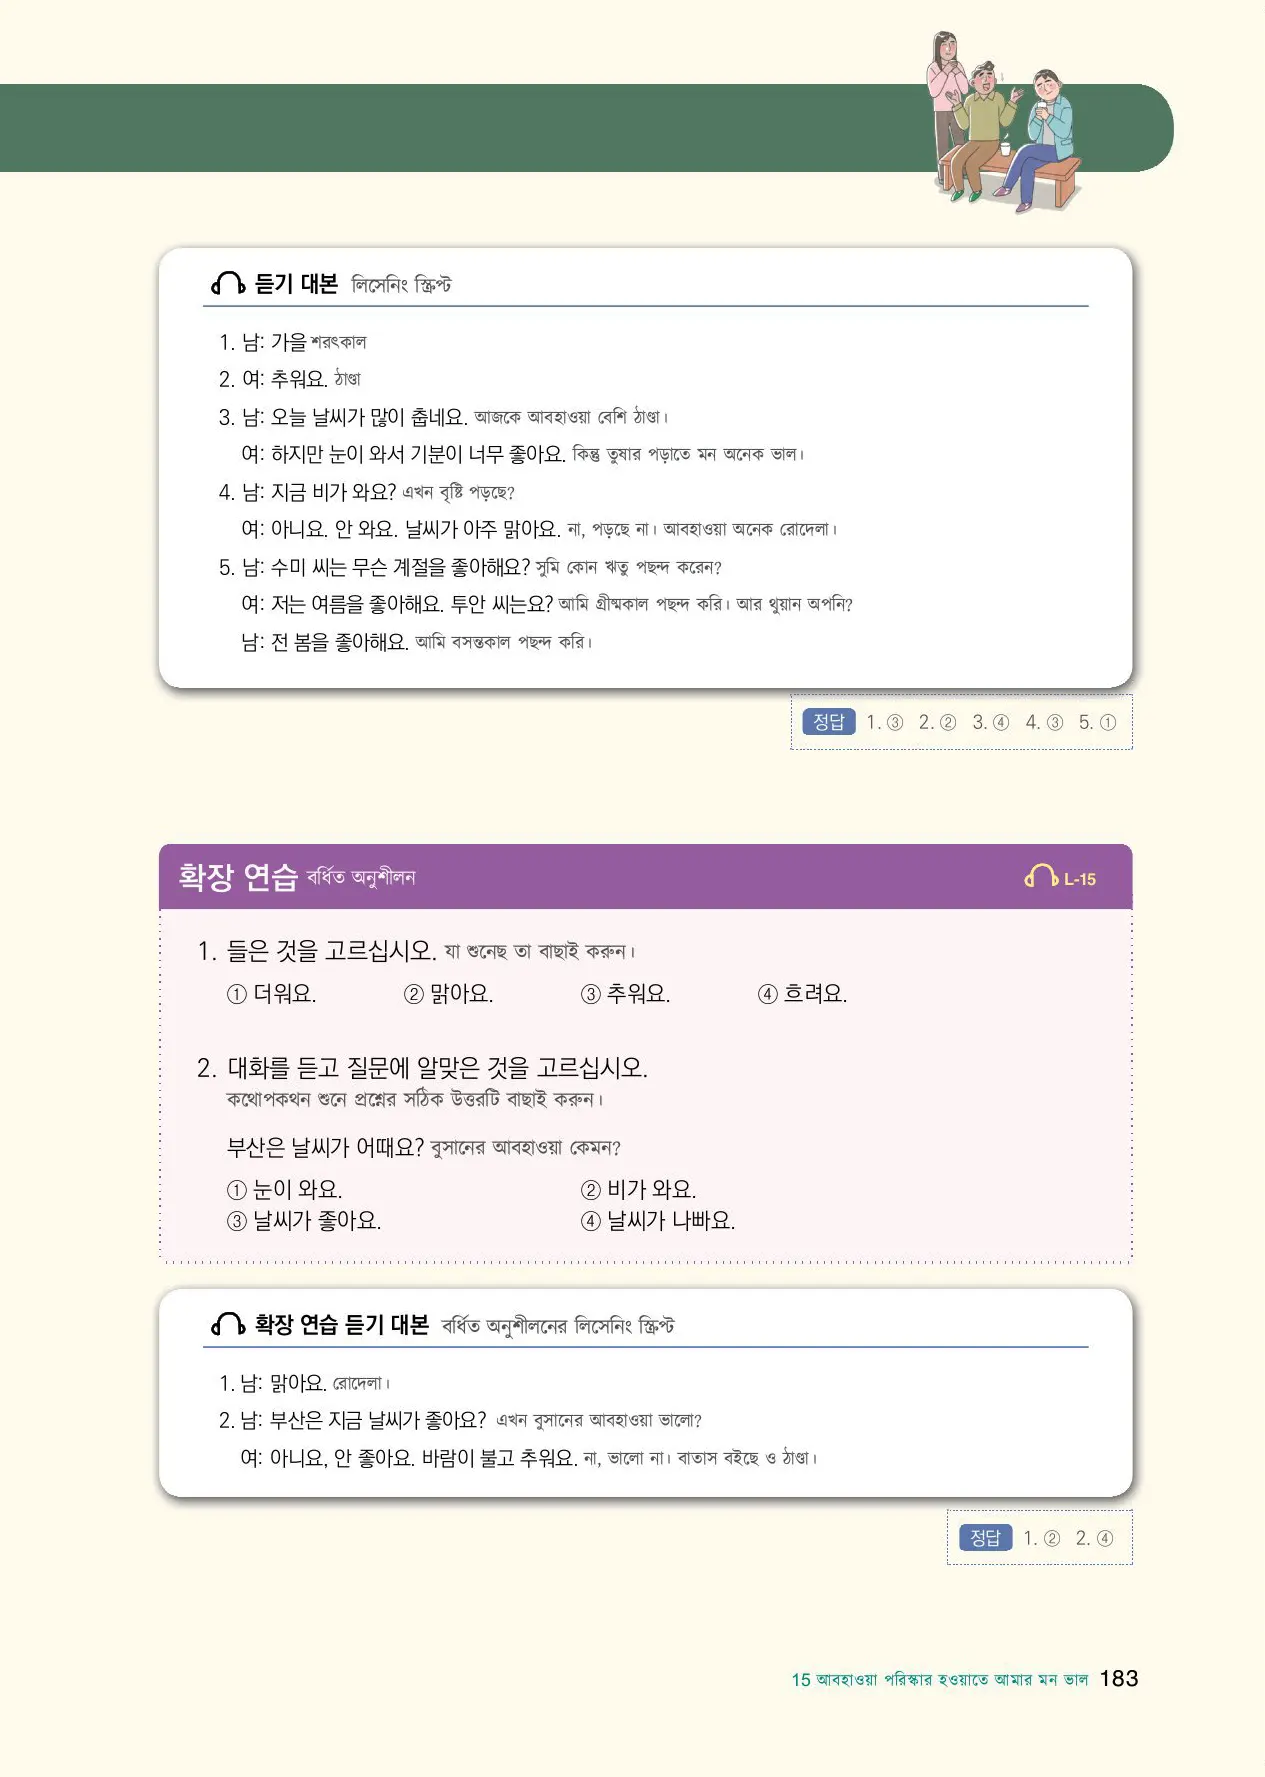 듣기 대본 লিসেনিং স্ক্রিপ্ট
1. 남: 가을 শরৎকাল
2. 여: 추워요. ঠাণ্ডা
3. 남: 오늘 날씨가 많이 춥네요. আজকে আবহাওয়া বেশি ঠাণ্ডা।
여: 하지만 눈이 와서 기분이 너무 좋아요. কিন্তু তুষার পড়াতে মন অনেক ভাল।
4. 남: 지금 비가 와요? এখন বৃষ্টি পড়ছে?
여: 아니요. 안 와요. 날씨가 아주 맑아요. না, পড়ছে না। আবহাওয়া অনেক রোদেলা।
5. 남: 수미 씨는 무슨 계절을 좋아해요? সুমি কোন ঋতু পছন্দ করেন?
여: 저는 여름을 좋아해요. 투안 씨는요? আমি গ্রীষ্মকাল পছন্দ করি। আর থুয়ান অপনি?
남: 전 봄을 좋아해요. আমি বসন্তকাল পছন্দ করি।
정답 1. ③ 2. ② 3. ④ 4. ③ 5. ①
확장 연습 বর্ধিত অনুশীলন L-15
1. 들은 것을 고르십시오. যা শুনেছ তা বাছাই করুন।
① 더워요. ② 맑아요. ③ 추워요. ④ 흐려요.
2. 대화를 듣고 질문에 알맞은 것을 고르십시오.
কথোপকথন শুনে প্রশ্নের সঠিক উত্তরটি বাছাই করুন।
부산은 날씨가 어때요? বুসানের আবহাওয়া কেমন?
① 눈이 와요. ② 비가 와요.
③ 날씨가 좋아요. ④ 날씨가 나빠요.
확장 연습 듣기 대본 বর্ধিত অনুশীলনের লিসেনিং স্ক্রিপ্ট
1. 남: 맑아요. রোদেলা।
2. 남: 부산은 지금 날씨가 좋아요? এখন বুসানের আবহাওয়া ভালো?
여: 아니요, 안 좋아요. 바람이 불고 추워요. না, ভালো না। বাতাস বইছে ও ঠাণ্ডা।
정답 1. ② 2. ④
15 আবহাওয়া পরিস্কার হওয়াতে আমার মন ভাল 183